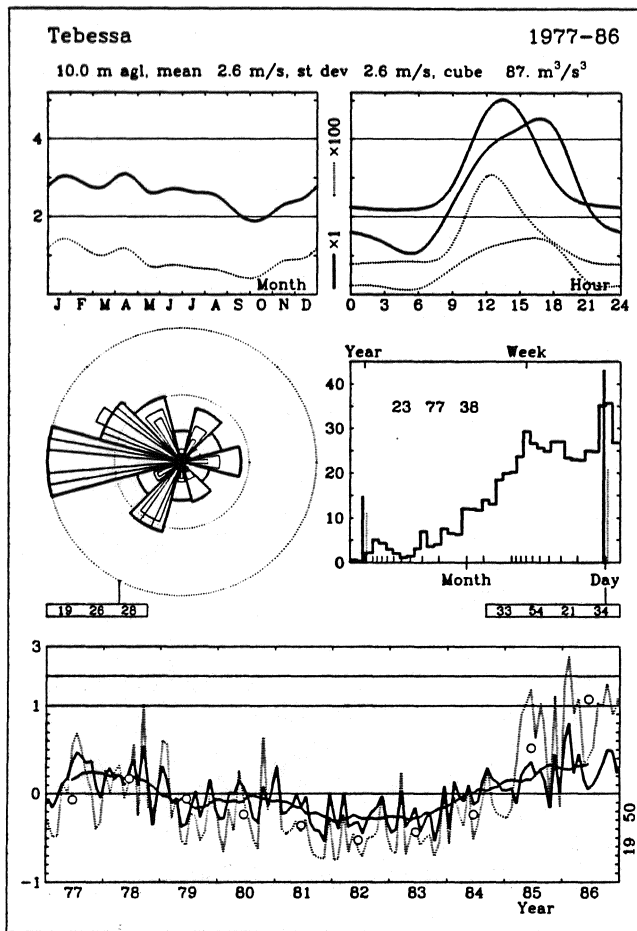 Tebessa 1977-86
10.0 m agl, mean 2.6 m/s, st dev 2.6 m/s, cube 87. m³/s³
4
2
Month
J F M A M J J A S O N D
×1 ×100
Hour
0 3 6 9 12 15 18 21 24
19 26 28
Year Week
40
30
20
10
0
23 77 38
Month Day
33 54 21 34
3
1
0
-1
77 78 79 80 81 82 83 84 85 86
Year
19 50